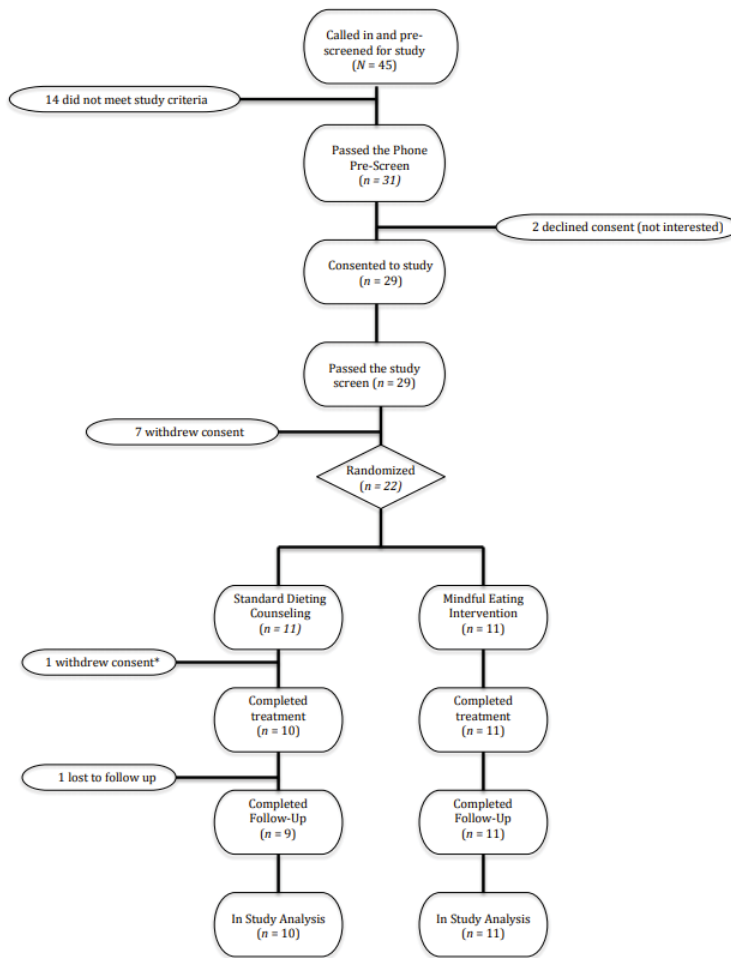 Called in and pre-
screened for study
(N = 45)
14 did not meet study criteria
Passed the Phone
Pre-Screen
(n = 31)
2 declined consent (not interested)
Consented to study
(n = 29)
Passed the study
screen (n = 29)
7 withdrew consent
Randomized
(n = 22)
Standard Dieting
Counseling
(n = 11)
Mindful Eating
Intervention
(n = 11)
1 withdrew consent*
Completed
treatment
(n = 10)
Completed
treatment
(n = 11)
1 lost to follow up
Completed
Follow-Up
(n = 9)
Completed
Follow-Up
(n = 11)
In Study Analysis
(n = 10)
In Study Analysis
(n = 11)